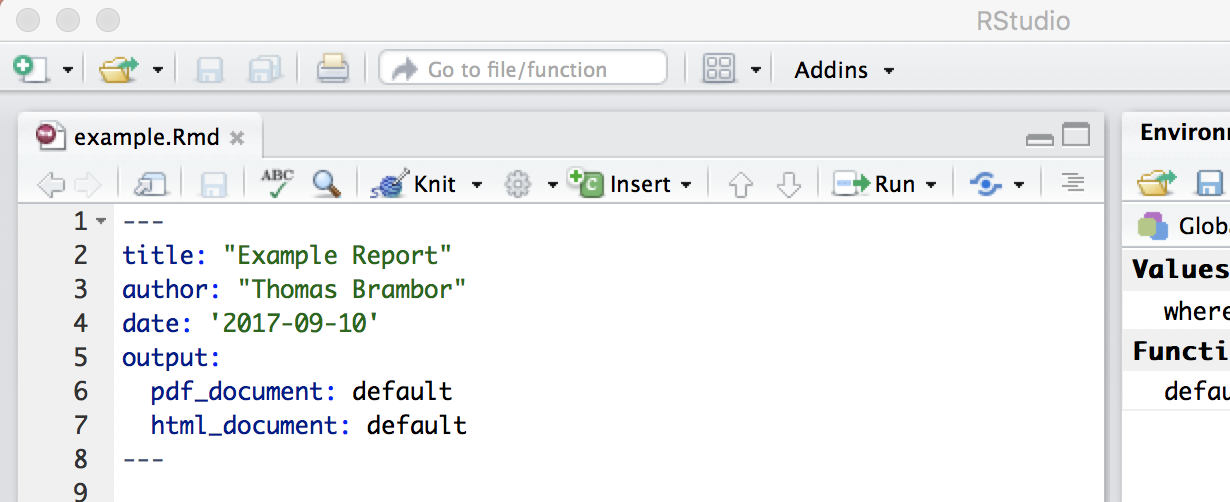 RStudio
Go to file/function
Addins
example.Rmd
ABC
Knit
C
Insert
Run
1 ---
2 title: "Example Report"
3 author: "Thomas Brambor"
4 date: '2017-09-10'
5 output:
6 pdf_document: default
7 html_document: default
8 ---
9
Environ
Globa
Values
where
Functi
defau